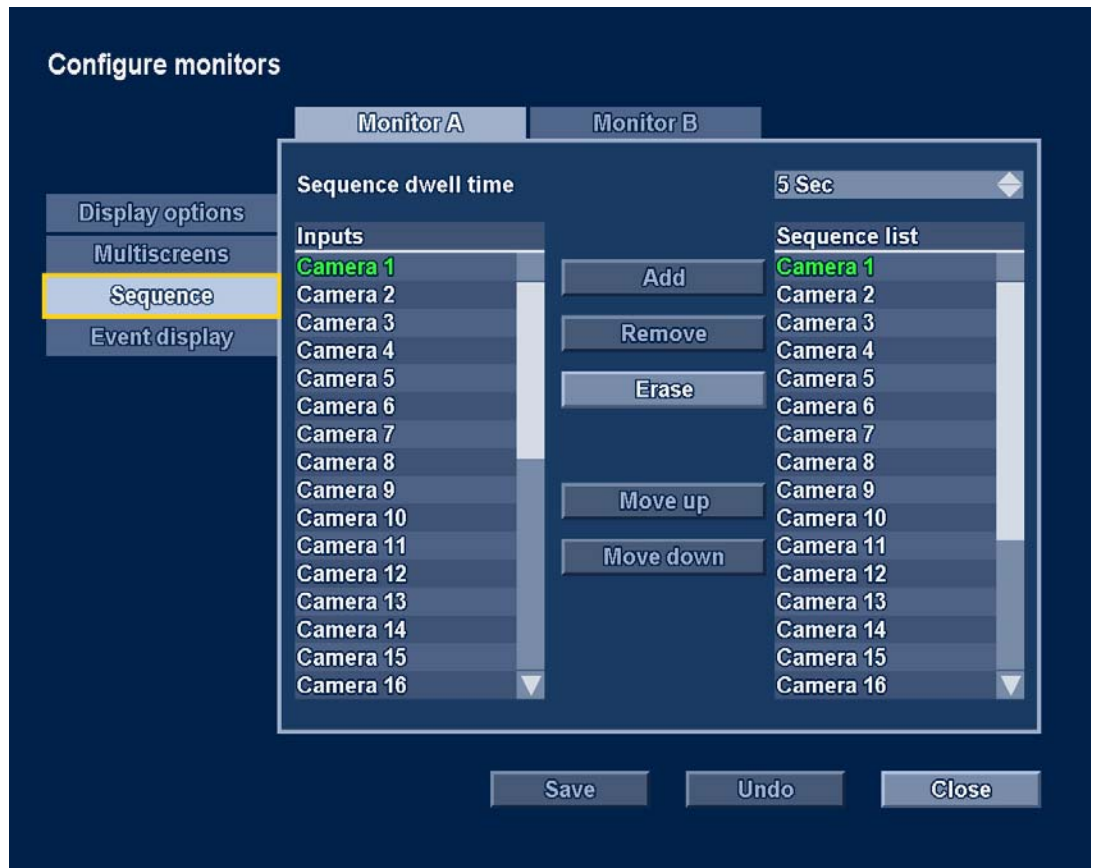 Configure monitors
Monitor A Monitor B
Sequence dwell time 5 Sec
Display options
Multiscreens
Sequence
Event display
Inputs
Camera 1
Camera 2
Camera 3
Camera 4
Camera 5
Camera 6
Camera 7
Camera 8
Camera 9
Camera 10
Camera 11
Camera 12
Camera 13
Camera 14
Camera 15
Camera 16
Add
Remove
Erase
Move up
Move down
Sequence list
Camera 1
Camera 2
Camera 3
Camera 4
Camera 5
Camera 6
Camera 7
Camera 8
Camera 9
Camera 10
Camera 11
Camera 12
Camera 13
Camera 14
Camera 15
Camera 16
Save Undo Close